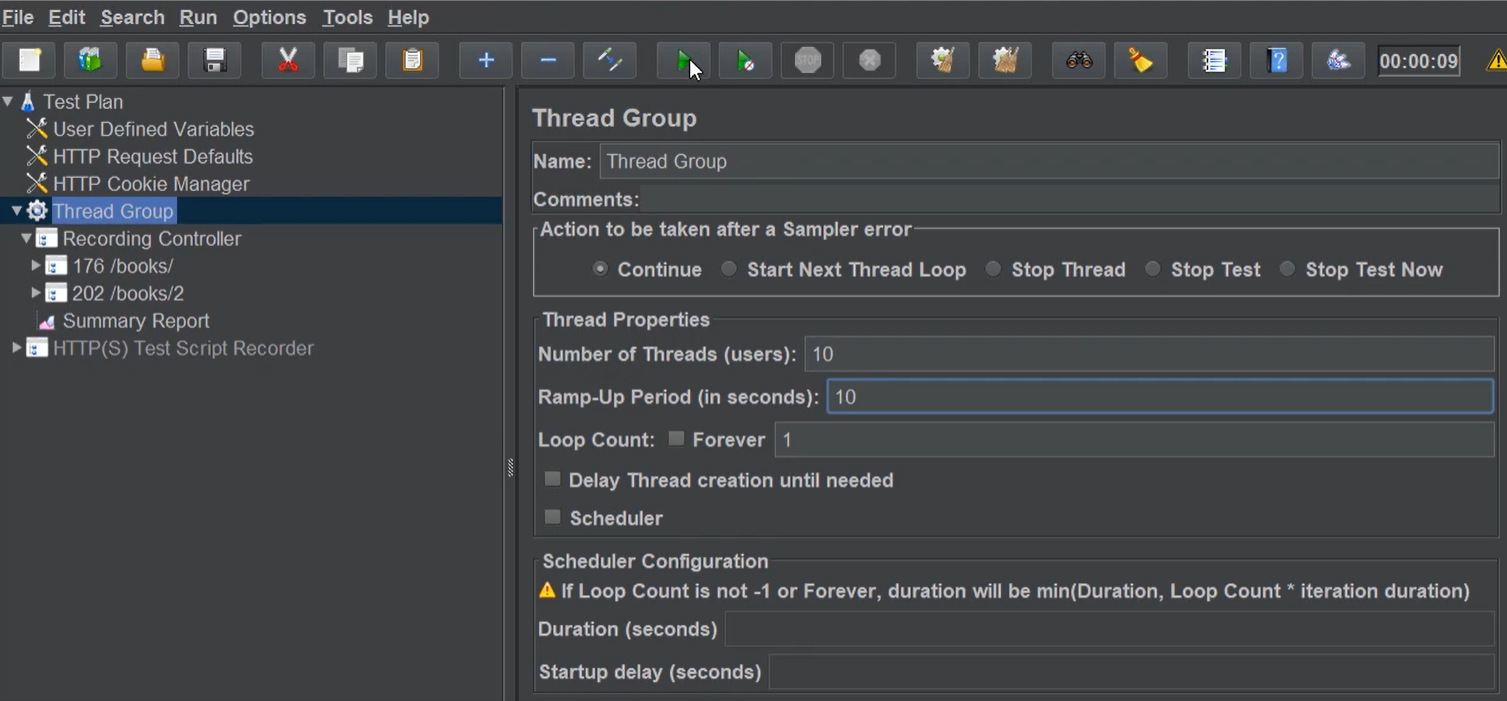 File Edit Search Run Options Tools Help
STOP
00:00:09
Test Plan
User Defined Variables
HTTP Request Defaults
HTTP Cookie Manager
Thread Group
Recording Controller
176 /books/
202 /books/2
Summary Report
HTTP(S) Test Script Recorder
Thread Group
Name: Thread Group
Comments:
Action to be taken after a Sampler error
Continue Start Next Thread Loop Stop Thread Stop Test Stop Test Now
Thread Properties
Number of Threads (users): 10
Ramp-Up Period (in seconds): 10
Loop Count: Forever 1
Delay Thread creation until needed
Scheduler
Scheduler Configuration
If Loop Count is not -1 or Forever, duration will be min(Duration, Loop Count * iteration duration)
Duration (seconds)
Startup delay (seconds)